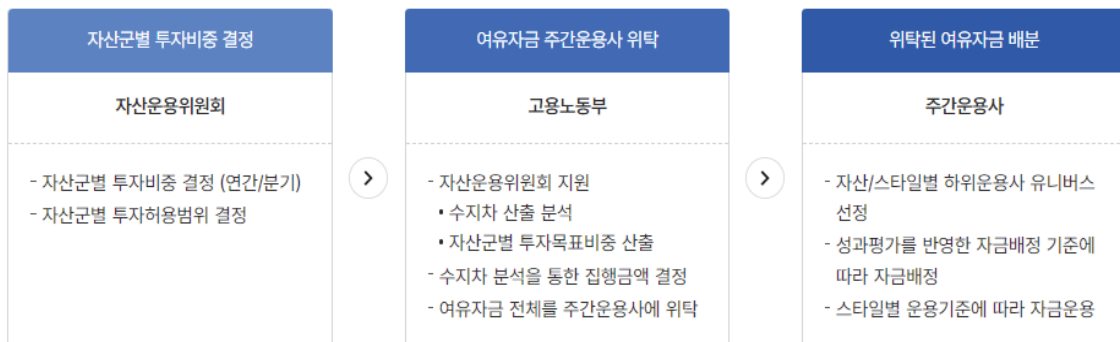 자산군별 투자비중 결정
자산운용위원회
- 자산군별 투자비중 결정 (연간/분기)
- 자산군별 투자허용범위 결정
여유자금 주간운용사 위탁
고용노동부
- 자산운용위원회 지원
• 수지차 산출 분석
• 자산군별 투자목표비중 산출
- 수지차 분석을 통한 집행금액 결정
- 여유자금 전체를 주간운용사에 위탁
위탁된 여유자금 배분
주간운용사
- 자산/스타일별 하위운용사 유니버스
선정
- 성과평가를 반영한 자금배정 기준에
따라 자금배정
- 스타일별 운용기준에 따라 자금운용